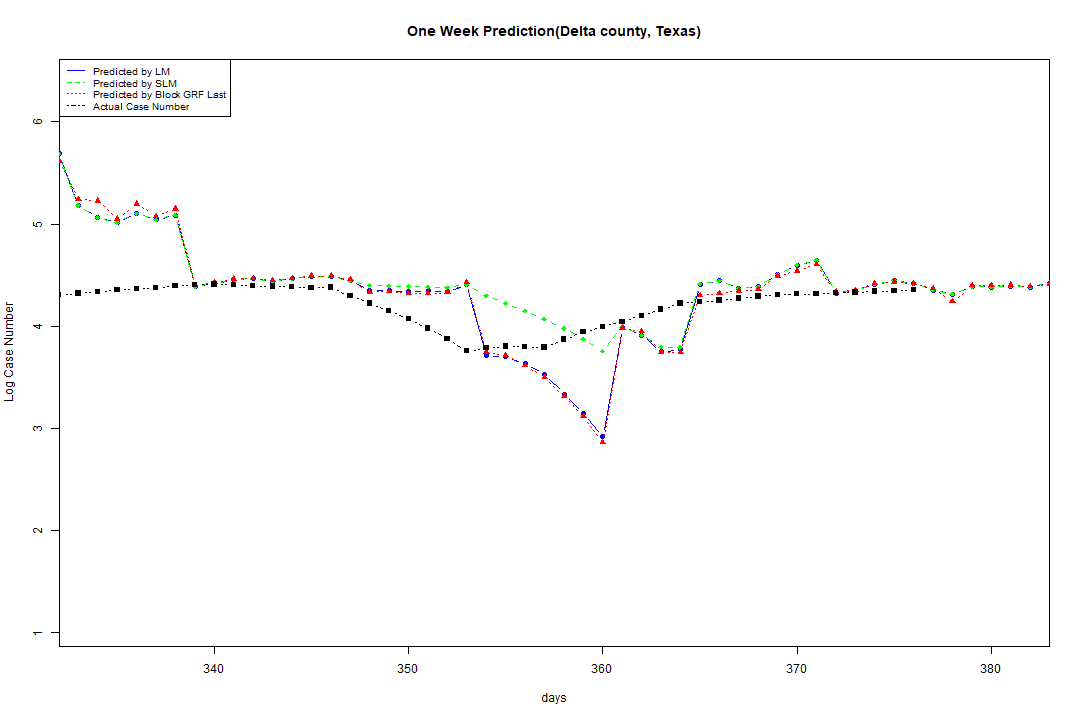 One Week Prediction(Delta county, Texas)
Predicted by LM
Predicted by SLM
Predicted by Block GRF Last
Actual Case Number
6
5
4
3
2
1
Log Case Number
340 350 360 370 380
days